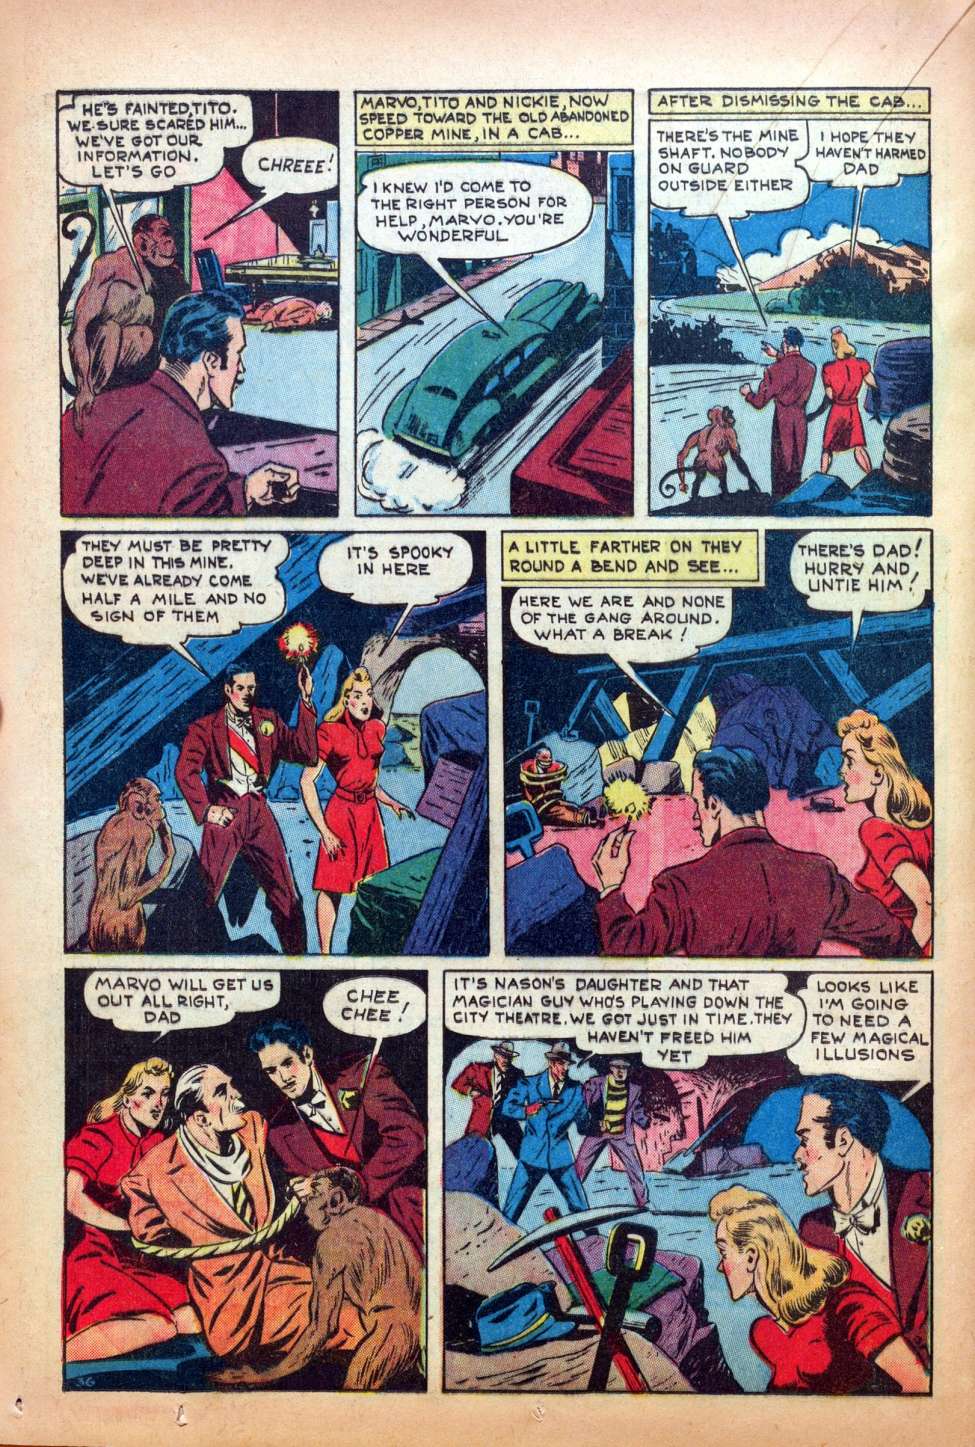 HE'S FAINTED, TITO.
WE SURE SCARED HIM...
WE'VE GOT OUR
INFORMATION.
LET'S GO
CHREEE!
MARVO, TITO AND NICKIE, NOW
SPEED TOWARD THE OLD ABANDONED
COPPER MINE, IN A CAB...
I KNEW I'D COME TO
THE RIGHT PERSON FOR
HELP, MARVO. YOU'RE
WONDERFUL
AFTER DISMISSING THE CAB...
THERE'S THE MINE
SHAFT. NOBODY
ON GUARD
OUTSIDE EITHER
I HOPE THEY
HAVEN'T HARMED
DAD
THEY MUST BE PRETTY
DEEP IN THIS MINE.
WE'VE ALREADY COME
HALF A MILE AND NO
SIGN OF THEM
IT'S SPOOKY
IN HERE
A LITTLE FARTHER ON THEY
ROUND A BEND AND SEE...
HERE WE ARE AND NONE
OF THE GANG AROUND.
WHAT A BREAK!
THERE'S DAD!
HURRY AND
UNTIE HIM!
MARVO WILL GET US
OUT ALL RIGHT,
DAD
CHEE,
CHEE!
36
IT'S NASON'S DAUGHTER AND THAT
MAGICIAN GUY WHO'S PLAYING DOWN THE
CITY THEATRE. WE GOT JUST IN TIME. THEY
HAVEN'T FREED HIM
YET
LOOKS LIKE
I'M GOING
TO NEED A
FEW MAGICAL
ILLUSIONS